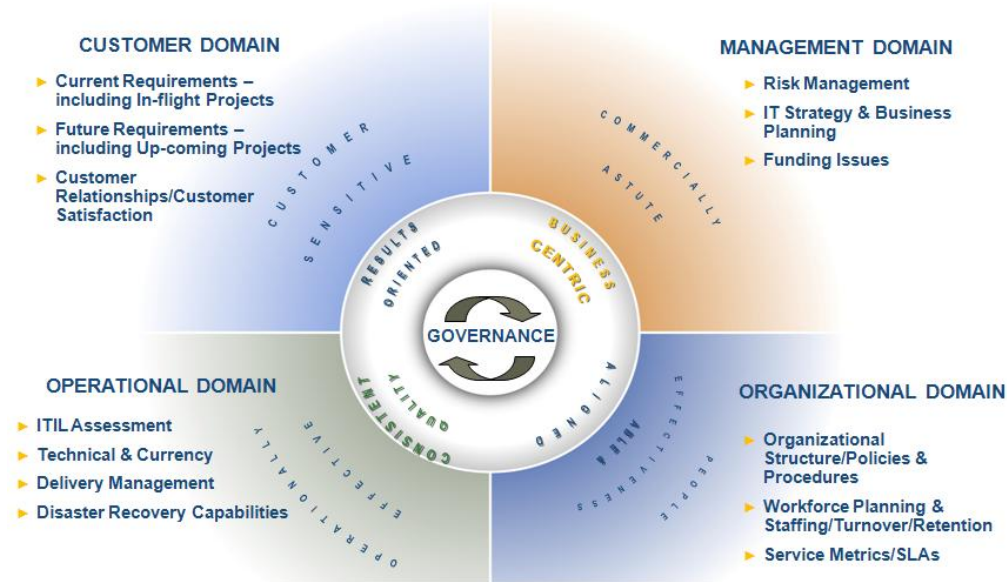 CUSTOMER DOMAIN
► Current Requirements –
including In-flight Projects
► Future Requirements –
including Up-coming Projects
► Customer
Relationships/Customer
Satisfaction
CUSTOMER
SENSITIVE
MANAGEMENT DOMAIN
► Risk Management
► IT Strategy & Business
Planning
► Funding Issues
COMMERCIALLY
ASTUTE
RESULTS
ORIENTED
BUSINESS
CENTRIC
GOVERNANCE
CONSISTENT
QUALITY
ALIGNED
ABLE &
OPERATIONAL DOMAIN
► ITIL Assessment
► Technical & Currency
► Delivery Management
► Disaster Recovery Capabilities
OPERATIONALLY
EFFECTIVE
ORGANIZATIONAL DOMAIN
► Organizational
Structure/Policies &
Procedures
► Workforce Planning &
Staffing/Turnover/Retention
► Service Metrics/SLAs
PEOPLE
EFFECTIVENESS